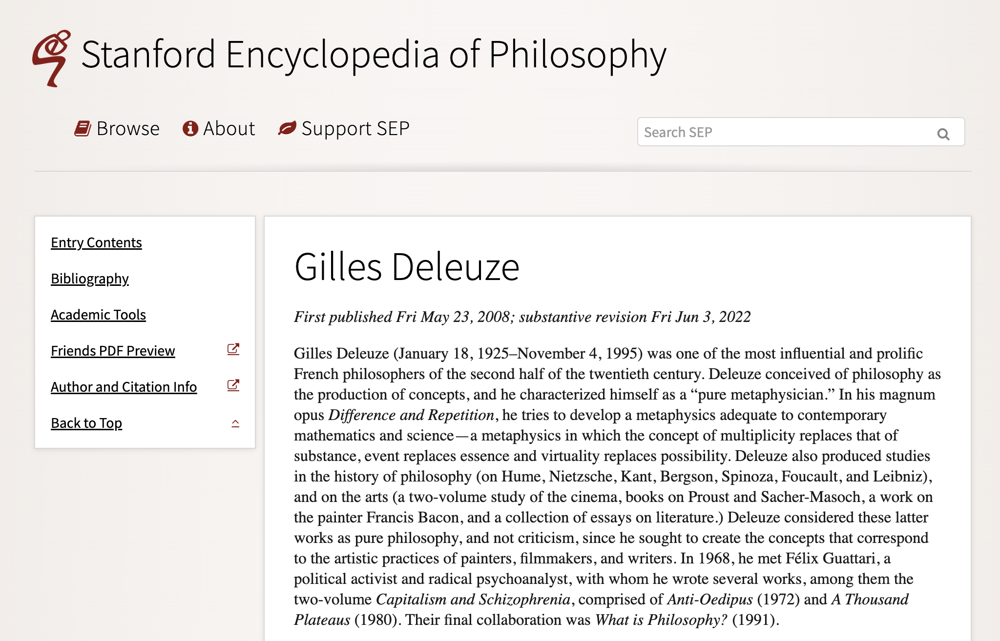 Stanford Encyclopedia of Philosophy
Browse
About
Support SEP
Search SEP
Entry Contents
Bibliography
Academic Tools
Friends PDF Preview
Author and Citation Info
Back to Top
Gilles Deleuze
First published Fri May 23, 2008; substantive revision Fri Jun 3, 2022
Gilles Deleuze (January 18, 1925–November 4, 1995) was one of the most influential and prolific
French philosophers of the second half of the twentieth century. Deleuze conceived of philosophy as
the production of concepts, and he characterized himself as a “pure metaphysician.” In his magnum
opus Difference and Repetition, he tries to develop a metaphysics adequate to contemporary
mathematics and science—a metaphysics in which the concept of multiplicity replaces that of
substance, event replaces essence and virtuality replaces possibility. Deleuze also produced studies
in the history of philosophy (on Hume, Nietzsche, Kant, Bergson, Spinoza, Foucault, and Leibniz),
and on the arts (a two-volume study of the cinema, books on Proust and Sacher-Masoch, a work on
the painter Francis Bacon, and a collection of essays on literature.) Deleuze considered these latter
works as pure philosophy, and not criticism, since he sought to create the concepts that correspond
to the artistic practices of painters, filmmakers, and writers. In 1968, he met Félix Guattari, a
political activist and radical psychoanalyst, with whom he wrote several works, among them the
two-volume Capitalism and Schizophrenia, comprised of Anti-Oedipus (1972) and A Thousand
Plateaus (1980). Their final collaboration was What is Philosophy? (1991).